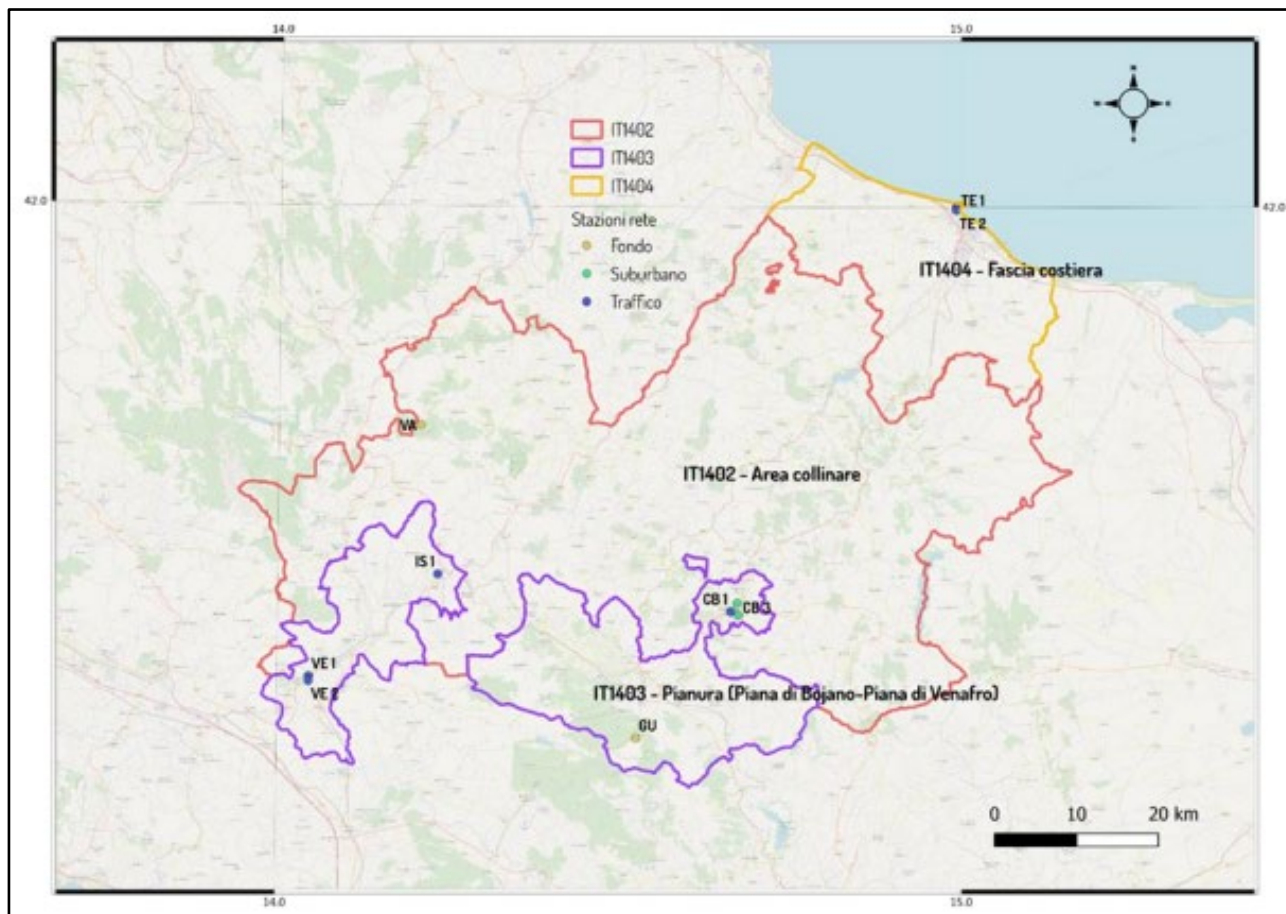 14.0
15.0
IT1402
IT1403
IT1404
42.0
42.0
TE 1
TE 2
Stazioni rete
Fondo
Suburbano
Traffico
IT1404 - Fascia costiera
VA
IT1402 - Area collinare
IS 1
CB 1
CB 3
VE 1
VE 2
IT1403 - Pianura (Piana di Bojano-Piana di Venafro)
GU
0 10 20 km
14.0
15.0